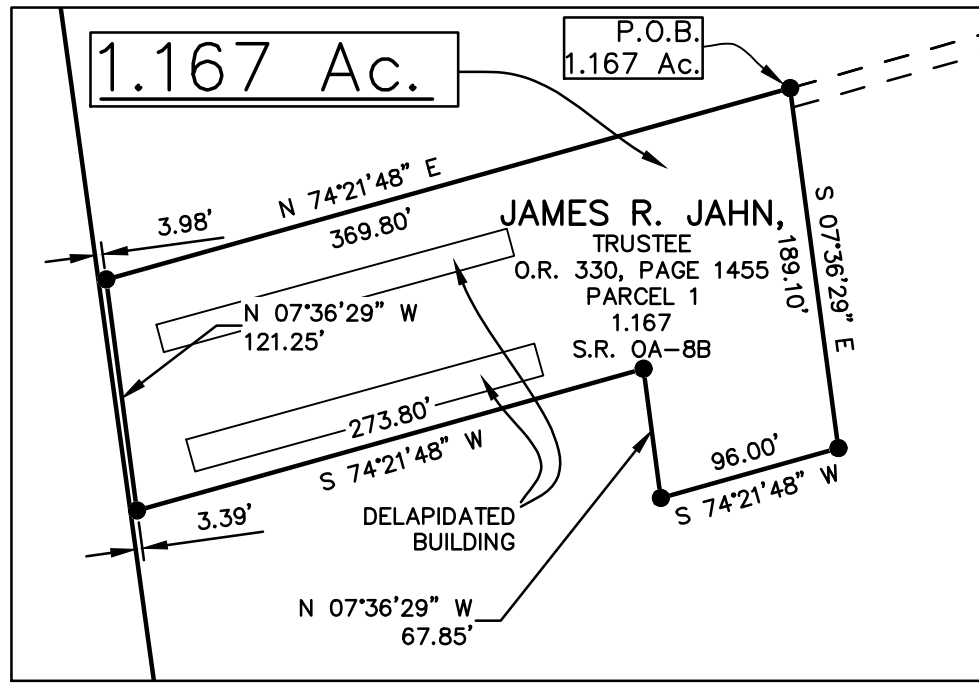 1.167 Ac.
P.O.B.
1.167 Ac.
N 74°21'48" E
369.80'
3.98'
JAMES R. JAHN,
TRUSTEE
O.R. 330, PAGE 1455
PARCEL 1
1.167
S.R. OA-8B
S 07°36'29" E
189.10'
N 07°36'29" W
121.25'
273.80'
S 74°21'48" W
96.00'
S 74°21'48" W
3.39'
DELAPIDATED
BUILDING
N 07°36'29" W
67.85'